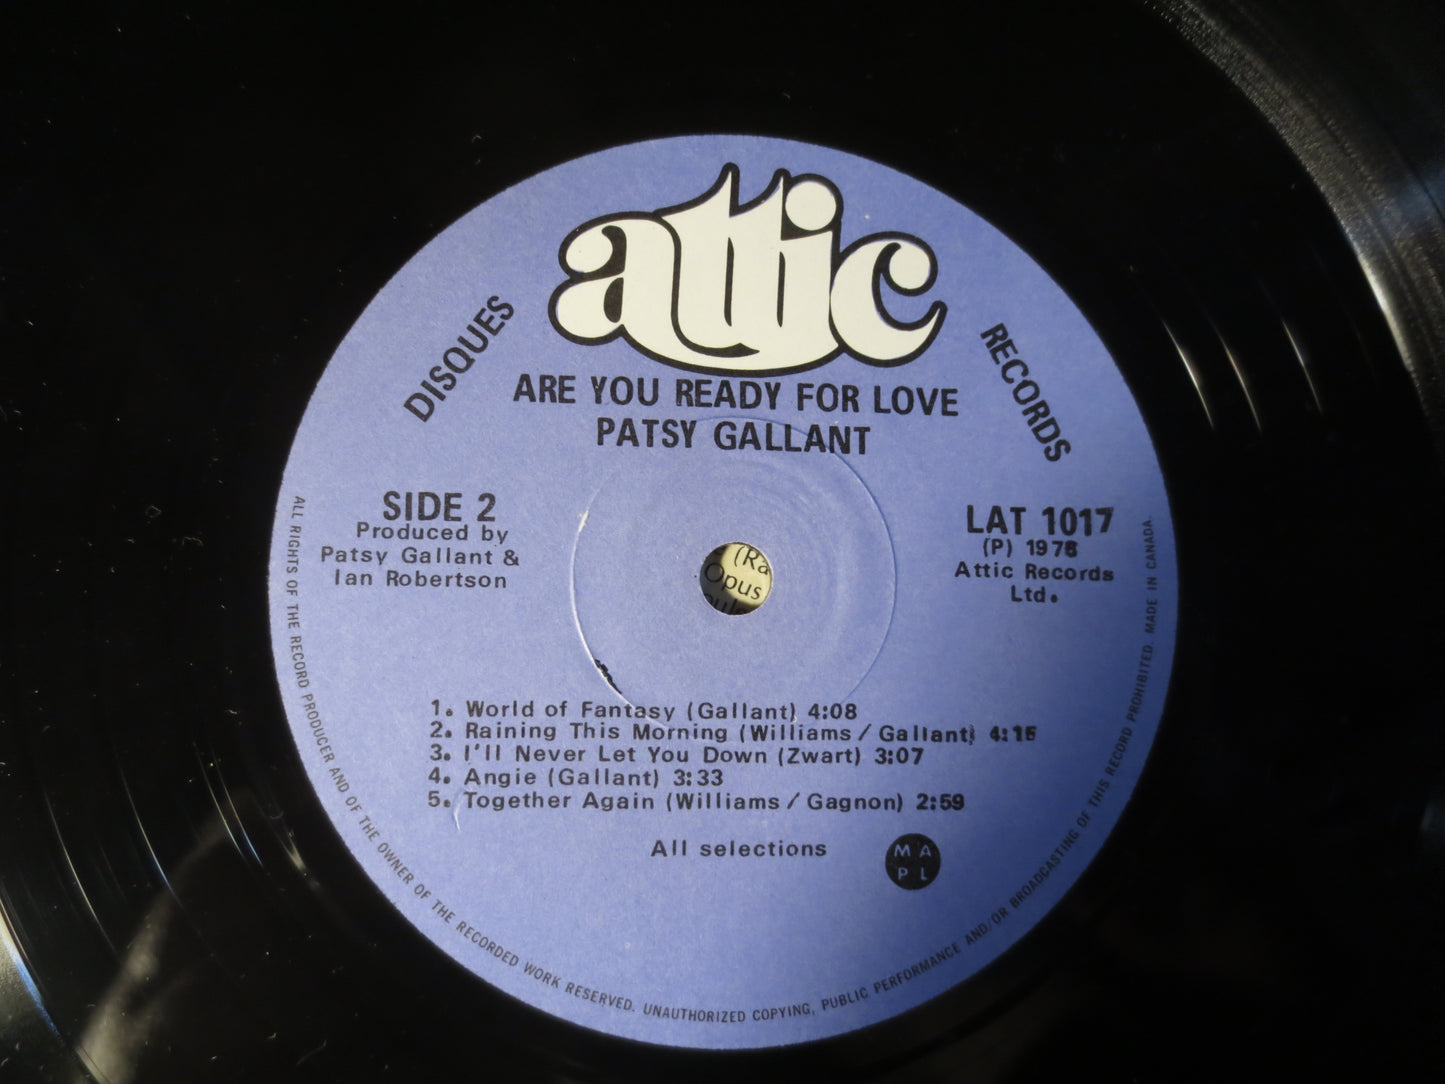 attic
DISQUES
RECORDS
ARE YOU READY FOR LOVE
PATSY GALLANT
SIDE 2
Produced by
Patsy Gallant &
Ian Robertson
LAT 1017
(P) 1976
Attic Records
Ltd.
(Ra
Opus
1. World of Fantasy (Gallant) 4:08
2. Raining This Morning (Williams / Gallant) 4:15
3. I'll Never Let You Down (Zwart) 3:07
4. Angie (Gallant) 3:33
5. Together Again (Williams / Gagnon) 2:59
All selections
M A
P L
ALL RIGHTS OF THE RECORD PRODUCER AND OF THE OWNER OF THE RECORDED WORK RESERVED. UNAUTHORIZED COPYING, PUBLIC PERFORMANCE AND/OR BROADCASTING OF THIS RECORD PROHIBITED. MADE IN CANADA.